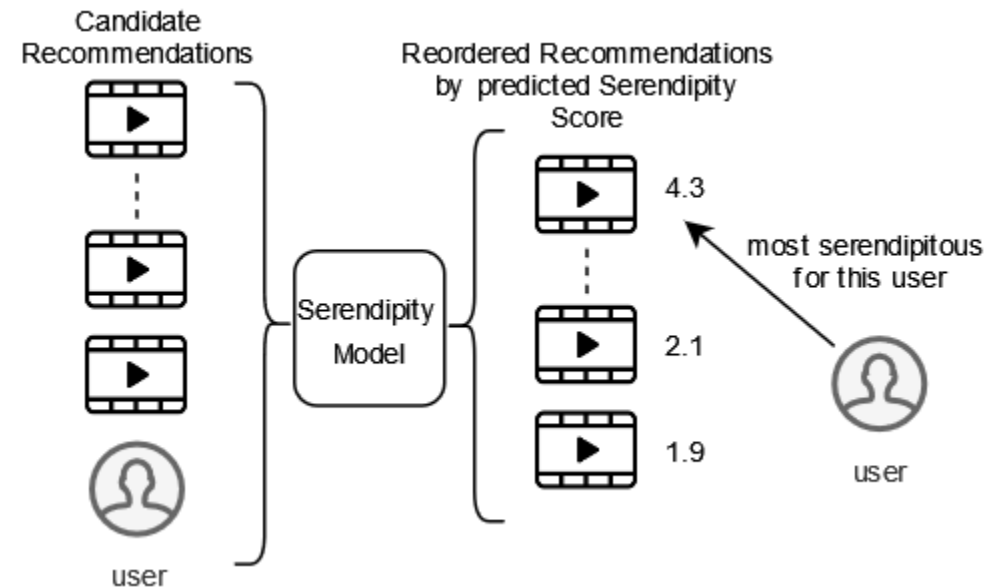 Candidate
Recommendations
user
Serendipity
Model
Reordered Recommendations
by predicted Serendipity
Score
4.3
2.1
1.9
most serendipitous
for this user
user